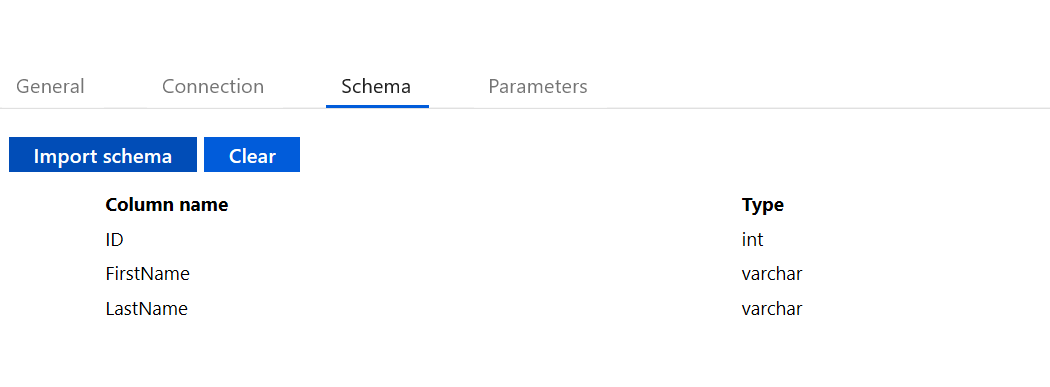 General Connection Schema Parameters
Import schema Clear
Column name Type
ID int
FirstName varchar
LastName varchar